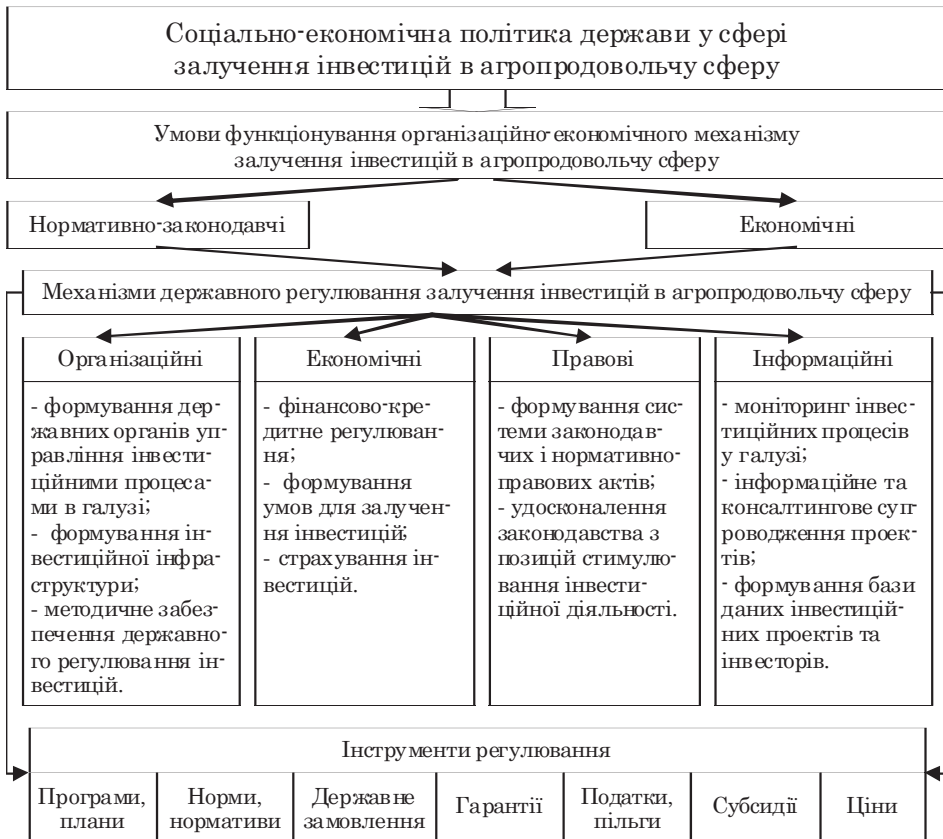 Соціально-економічна політика держави у сфері
залучення інвестицій в агропродовольчу сферу
Умови функціонування організаційно-економічного механізму
залучення інвестицій в агропродовольчу сферу
Нормативно-законодавчі
Економічні
Механізми державного регулювання залучення інвестицій в агропродовольчу сферу
Організаційні
- формування дер-
жавних органів уп-
равління інвести-
ційними процеса-
ми в галузі;
- формування ін-
вестиційної інфра-
структури;
- методичне забез-
печення державно-
го регулювання ін-
вестицій.
Економічні
- фінансово-кре-
дитне регулюван-
ня;
- формування
умов для залучен-
ня інвестицій;
- страхування ін-
вестицій.
Правові
- формування сис-
теми законодав-
чих і нормативно-
правових актів;
- удосконалення
законодавства з
позицій стимулю-
вання інвести-
ційної діяльності.
Інформаційні
- моніторинг інвес-
тиційних процесів
у галузі;
- інформаційне та
консалтингове суп-
роводження проек-
тів;
- формування бази
даних інвестицій-
них проектів та
інвесторів.
Інструменти регулювання
Програми,
плани
Норми,
нормативи
Державне
замовлення
Гарантії
Податки,
пільги
Субсидії
Ціни